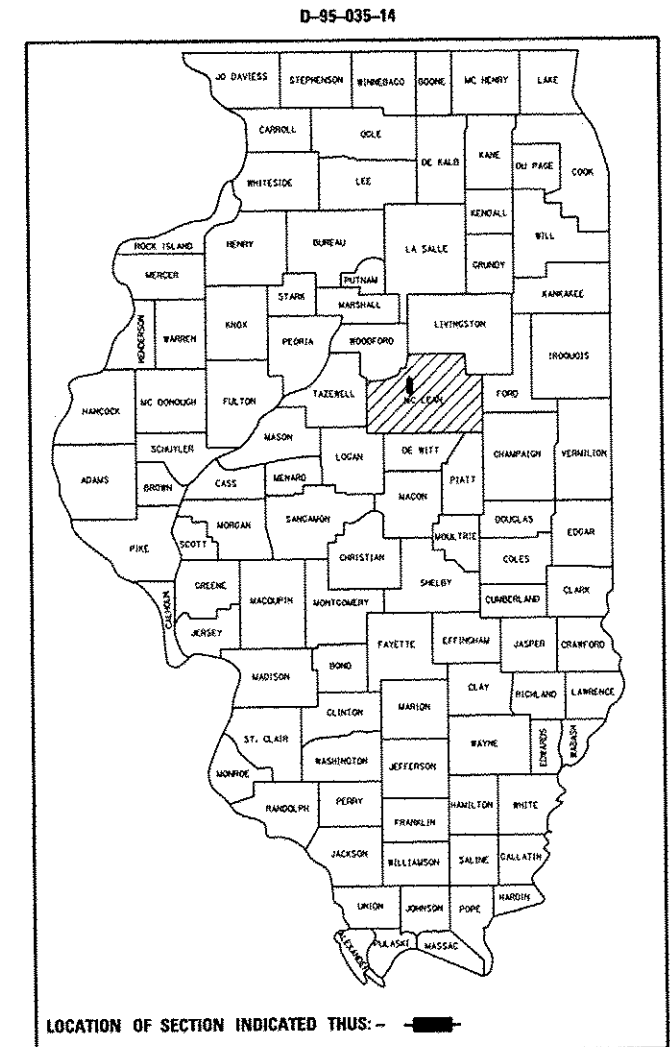 D-95-035-14
JO DAVIESS STEPHENSON WINNEBAGO BOONE MC HENRY LAKE
CARROLL OGLE DE KALB KANE DU PAGE COOK
WHITESIDE LEE KENDALL WILL
ROCK ISLAND HENRY BUREAU LA SALLE GRUNDY
MERCER PUTNAM KANKAKEE
STARK MARSHALL
HENDERSON WARREN KNOX PEORIA WOODFORD LIVINGSTON IROQUOIS
HANCOCK MC DONOUGH FULTON TAZEWELL MC LEAN FORD
MASON
SCHUYLER LOGAN DE WITT CHAMPAIGN VERMILION
ADAMS BROWN CASS MENARD PIATT
MACON
MORGAN SANGAMON DOUGLAS EDGAR
PIKE SCOTT CHRISTIAN MOULTRIE COLES
GREENE MACOUPIN MONTGOMERY SHELBY CUMBERLAND CLARK
CALHOUN JERSEY
FAYETTE EFFINGHAM JASPER CRAWFORD
MADISON BOND
CLAY RICHLAND LAWRENCE
CLINTON MARION
ST. CLAIR WAYNE EDWARDS WABASH
MONROE WASHINGTON JEFFERSON
RANDOLPH PERRY HAMILTON WHITE
FRANKLIN
JACKSON WILLIAMSON SALINE GALLATIN
UNION JOHNSON POPE HARDIN
ALEXANDER PULASKI MASSAC
LOCATION OF SECTION INDICATED THUS: -